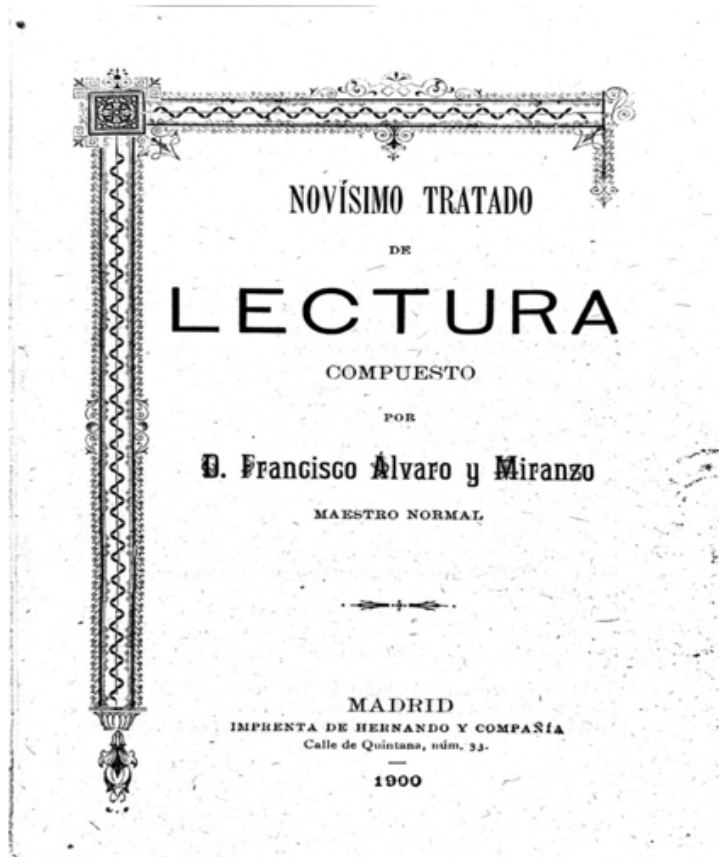 NOVÍSIMO TRATADO
DE
LECTURA
COMPUESTO
POR
D. Francisco Álvaro y Miranzo
MAESTRO NORMAL
MADRID
IMPRENTA DE HERNANDO Y COMPAÑÍA
Calle de Quintana, núm. 33.
1900